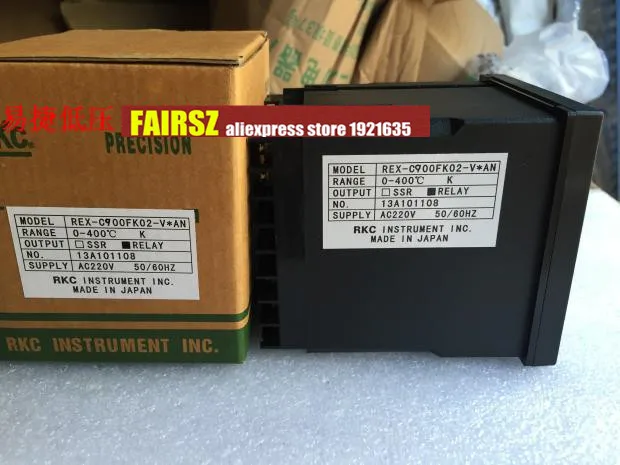 易捷低压
FAIRSZ aliexpress store 1921635
RKC.
PRECISION
MODEL REX-C900FK02-V*AN
RANGE 0-400℃ K
OUTPUT □SSR ■RELAY
NO. 13A101108
SUPPLY AC220V 50/60HZ
RKC INSTRUMENT INC.
MADE IN JAPAN
RKC INSTRUMENT INC.
MODEL REX-C900FK02-V*AN
RANGE 0-400℃ K
OUTPUT □SSR ■RELAY
NO. 13A101108
SUPPLY AC220V 50/60HZ
RKC INSTRUMENT INC.
MADE IN JAPAN